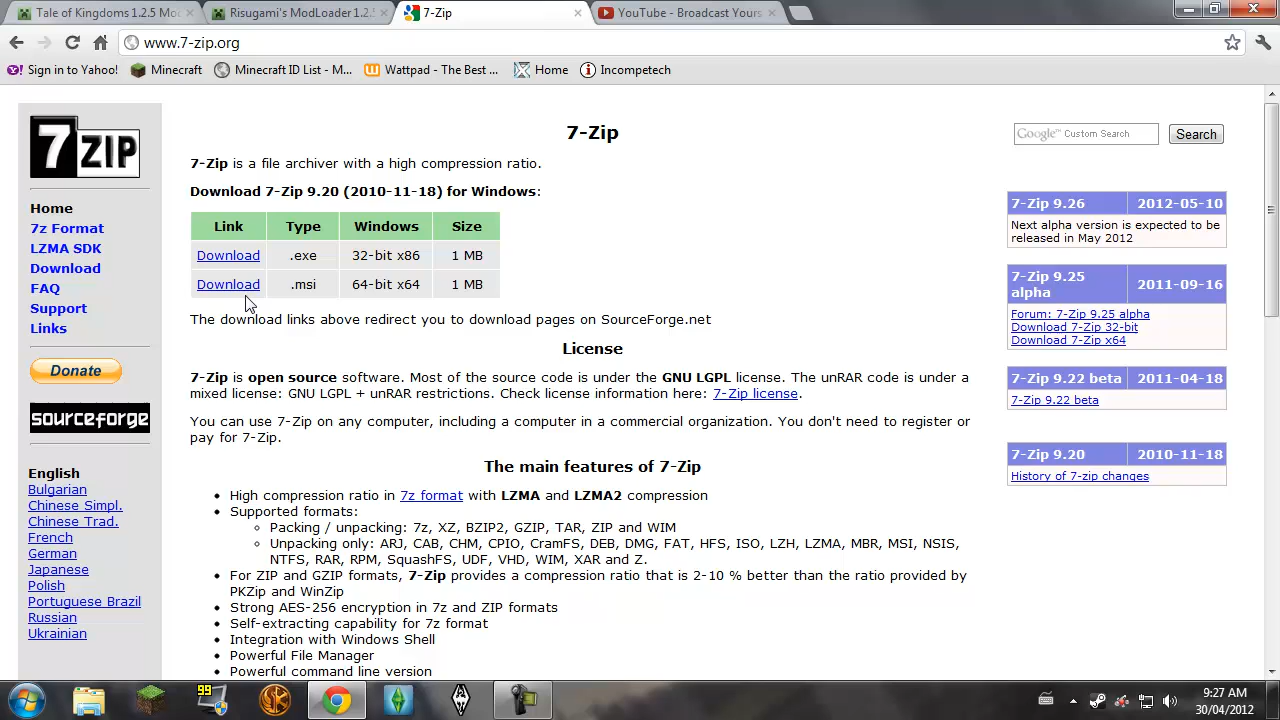 Tale of Kingdoms 1.2.5 Mod
Risugami's ModLoader 1.2.5
7-Zip
YouTube - Broadcast Yours
www.7-zip.org
Sign in to Yahoo!
Minecraft
Minecraft ID List - M...
Wattpad - The Best ...
Home
Incompetech
7 ZIP
Home
7z Format
LZMA SDK
Download
FAQ
Support
Links
Donate
sourceforge
English
Bulgarian
Chinese Simpl.
Chinese Trad.
French
German
Japanese
Polish
Portuguese Brazil
Russian
Ukrainian
7-Zip
7-Zip is a file archiver with a high compression ratio.
Download 7-Zip 9.20 (2010-11-18) for Windows:
Link Type Windows Size
Download .exe 32-bit x86 1 MB
Download .msi 64-bit x64 1 MB
The download links above redirect you to download pages on SourceForge.net
License
7-Zip is open source software. Most of the source code is under the GNU LGPL license. The unRAR code is under a
mixed license: GNU LGPL + unRAR restrictions. Check license information here: 7-Zip license.
You can use 7-Zip on any computer, including a computer in a commercial organization. You don't need to register or
pay for 7-Zip.
The main features of 7-Zip
High compression ratio in 7z format with LZMA and LZMA2 compression
Supported formats:
Packing / unpacking: 7z, XZ, BZIP2, GZIP, TAR, ZIP and WIM
Unpacking only: ARJ, CAB, CHM, CPIO, CramFS, DEB, DMG, FAT, HFS, ISO, LZH, LZMA, MBR, MSI, NSIS,
NTFS, RAR, RPM, SquashFS, UDF, VHD, WIM, XAR and Z.
For ZIP and GZIP formats, 7-Zip provides a compression ratio that is 2-10 % better than the ratio provided by
PKZip and WinZip
Strong AES-256 encryption in 7z and ZIP formats
Self-extracting capability for 7z format
Integration with Windows Shell
Powerful File Manager
Powerful command line version
Google™ Custom Search
Search
7-Zip 9.26 2012-05-10
Next alpha version is expected to be
released in May 2012
7-Zip 9.25
alpha
2011-09-16
Forum: 7-Zip 9.25 alpha
Download 7-Zip 32-bit
Download 7-Zip x64
7-Zip 9.22 beta 2011-04-18
7-Zip 9.22 beta
7-Zip 9.20 2010-11-18
History of 7-zip changes
99
9:27 AM
30/04/2012